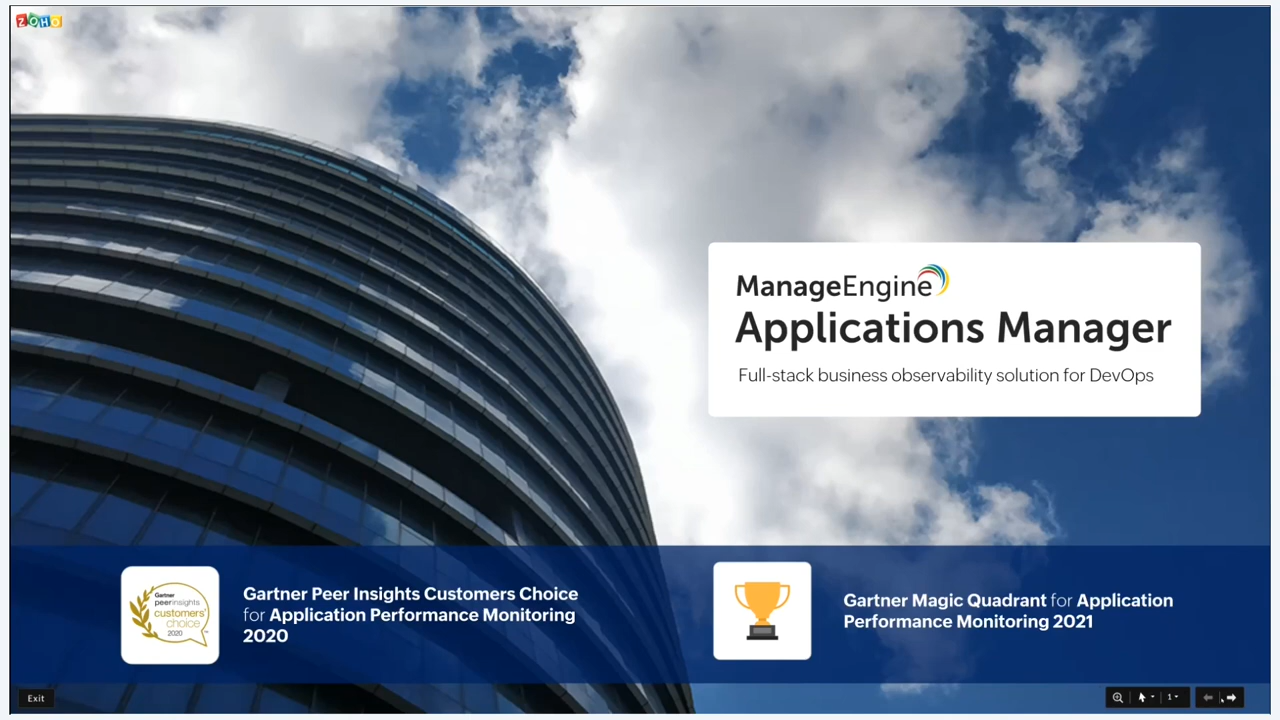 ZOHO
ManageEngine
Applications Manager
Full-stack business observability solution for DevOps
Gartner
peerinsights
customers'
choice
2020
Gartner Peer Insights Customers Choice
for Application Performance Monitoring
2020
Gartner Magic Quadrant for Application
Performance Monitoring 2021
Exit
1